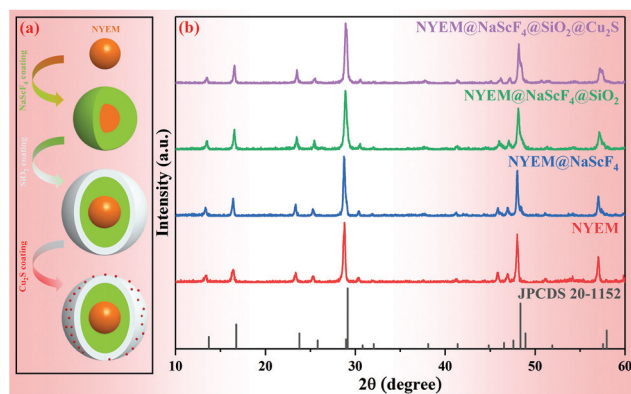 (a)
NYEM
NaScF₄ coating
SiO₂ coating
Cu₂S coating
(b)
NYEM@NaScF₄@SiO₂@Cu₂S
NYEM@NaScF₄@SiO₂
NYEM@NaScF₄
NYEM
JPCDS 20-1152
Intensity (a.u.)
10 20 30 40 50 60
2θ (degree)